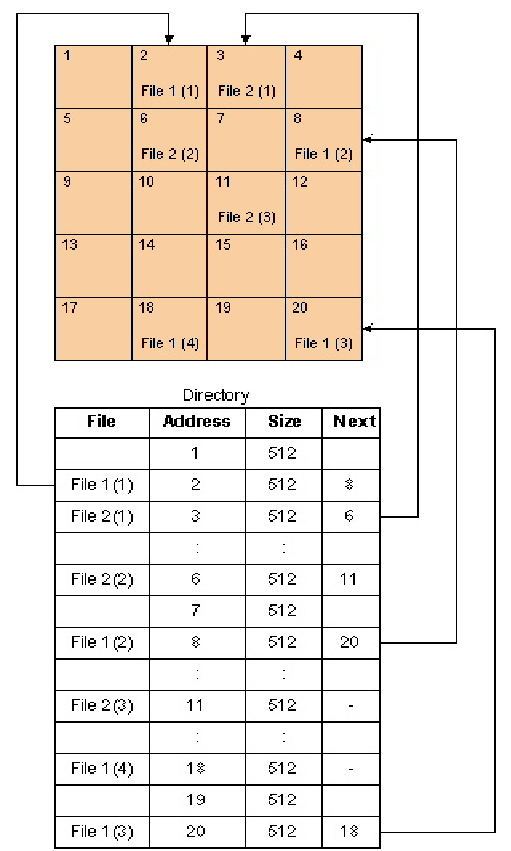 1 2 3 4
File 1 (1) File 2 (1)
5 6 7 8
File 2 (2) File 1 (2)
9 10 11 12
File 2 (3)
13 14 15 16
17 18 19 20
File 1 (4) File 1 (3)
Directory
File Address Size Next
1 512
File 1 (1) 2 512 8
File 2 (1) 3 512 6
: :
File 2 (2) 6 512 11
7 512
File 1 (2) 8 512 20
: :
File 2 (3) 11 512 -
: :
File 1 (4) 18 512 -
19 512
File 1 (3) 20 512 18